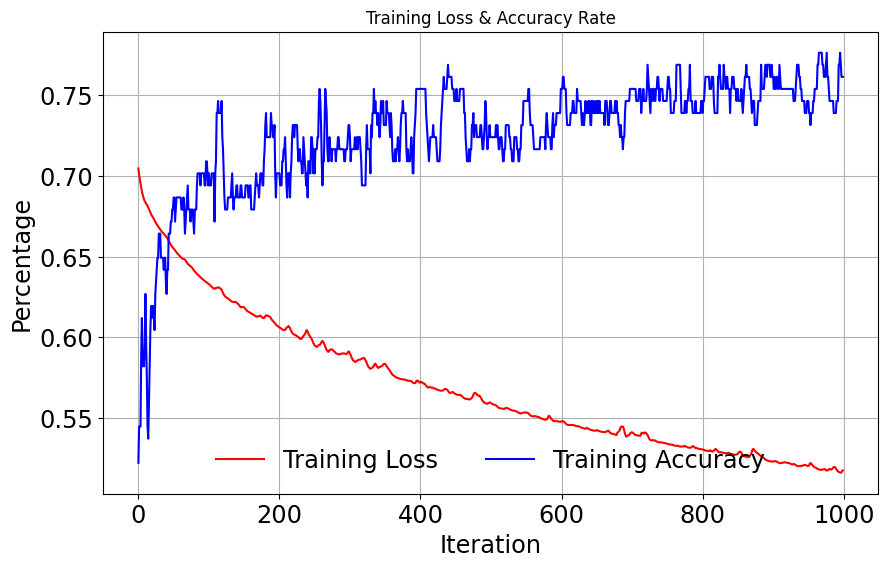 Training Loss & Accuracy Rate
Percentage
0.75
0.70
0.65
0.60
0.55
Training Loss
Training Accuracy
0
200
400
600
800
1000
Iteration